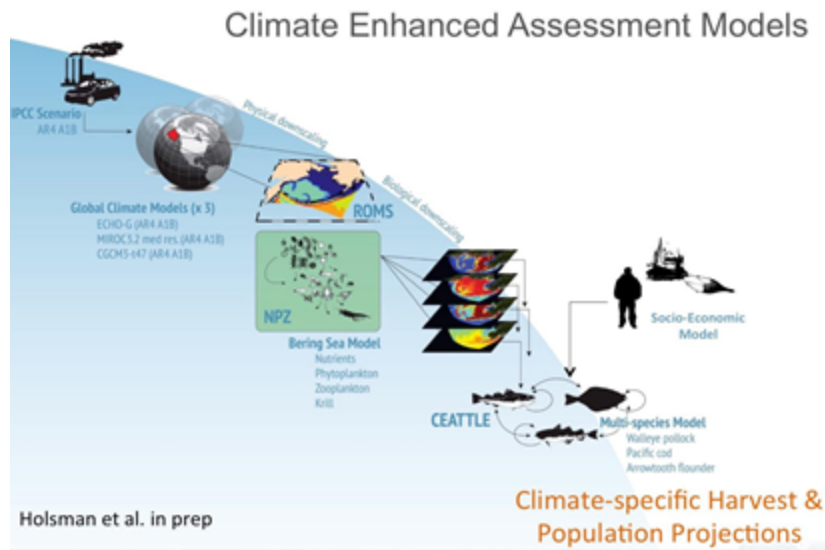 Climate Enhanced Assessment Models
IPCC Scenario
AR4 A1B
Physical downscaling
Global Climate Models (x 3)
ECHO-G (AR4 A1B)
MIROC3.2 med res.(AR4 A1B)
CGCM3-t47 (AR4 A1B)
ROMS
Biological downscaling
NPZ
Bering Sea Model
Nutrients
Phytoplankton
Zooplankton
Krill
Socio-Economic
Model
CEATTLE
Multi-species Model
Walleye pollock
Pacific cod
Arrowtooth flounder
Climate-specific Harvest &
Population Projections
Holsman et al. in prep